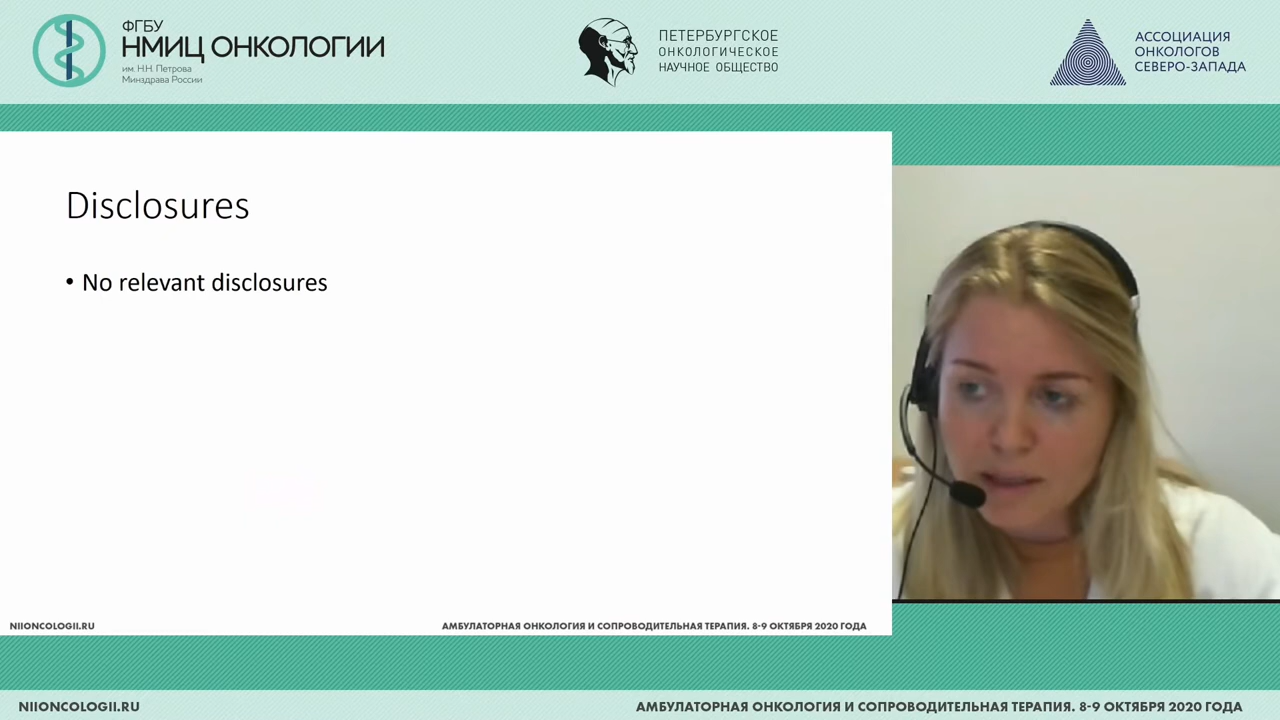 ФГБУ
НМИЦ ОНКОЛОГИИ
им. Н.Н. Петрова
Минздрава России
ПЕТЕРБУРГСКОЕ
ОНКОЛОГИЧЕСКОЕ
НАУЧНОЕ ОБЩЕСТВО
АССОЦИАЦИЯ
ОНКОЛОГОВ
СЕВЕРО-ЗАПАДА
Disclosures
• No relevant disclosures
NIIONCOLOGII.RU
АМБУЛАТОРНАЯ ОНКОЛОГИЯ И СОПРОВОДИТЕЛЬНАЯ ТЕРАПИЯ. 8-9 ОКТЯБРЯ 2020 ГОДА
NIIONCOLOGII.RU
АМБУЛАТОРНАЯ ОНКОЛОГИЯ И СОПРОВОДИТЕЛЬНАЯ ТЕРАПИЯ. 8-9 ОКТЯБРЯ 2020 ГОДА